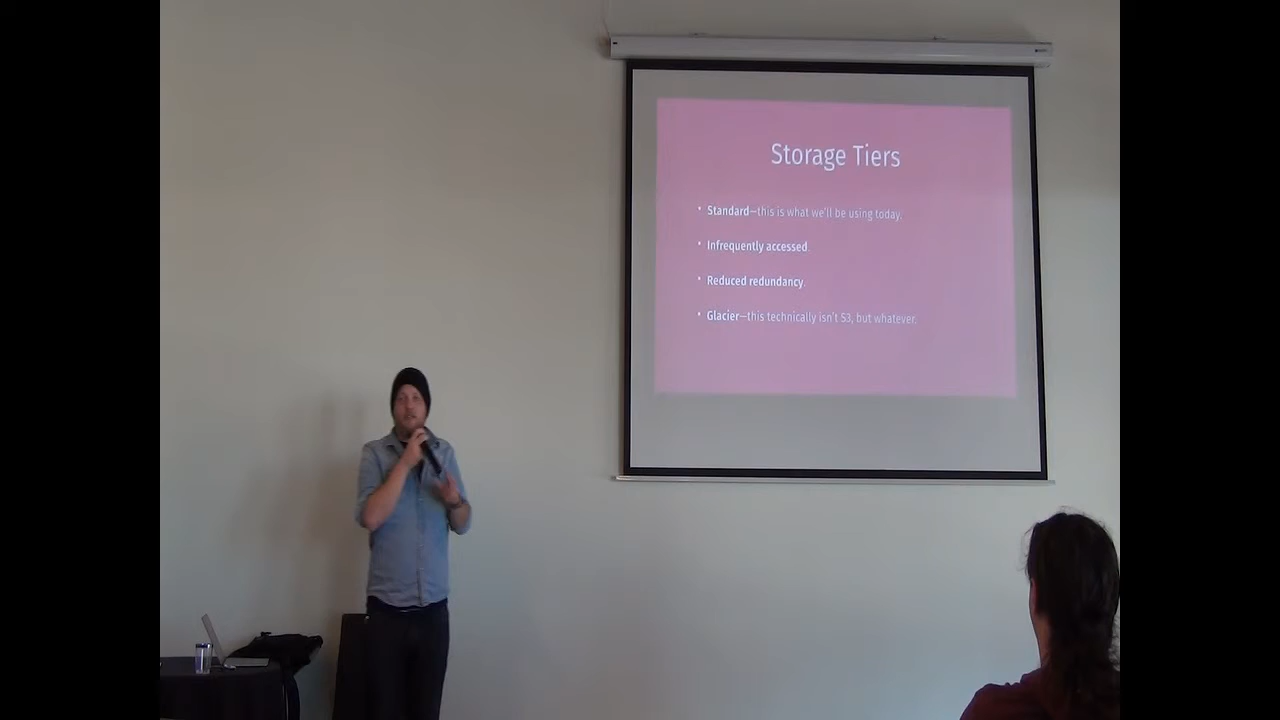 Storage Tiers
• Standard—this is what we'll be using today.
• Infrequently accessed.
• Reduced redundancy.
• Glacier—this technically isn't S3, but whatever.